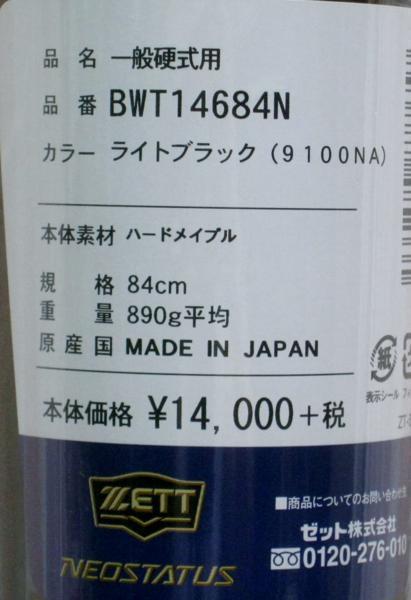 品名 一般硬式用
品番 BWT14684N
カラー ライトブラック(9100NA)
本体素材 ハードメイプル
規格 84cm
重量 890g平均
原産国 MADE IN JAPAN
紙
表示シール
本体価格 ¥14,000+税
ZETT
NEOSTATUS
■商品についてのお問い合わせ
ゼット株式会社
0120-276-010